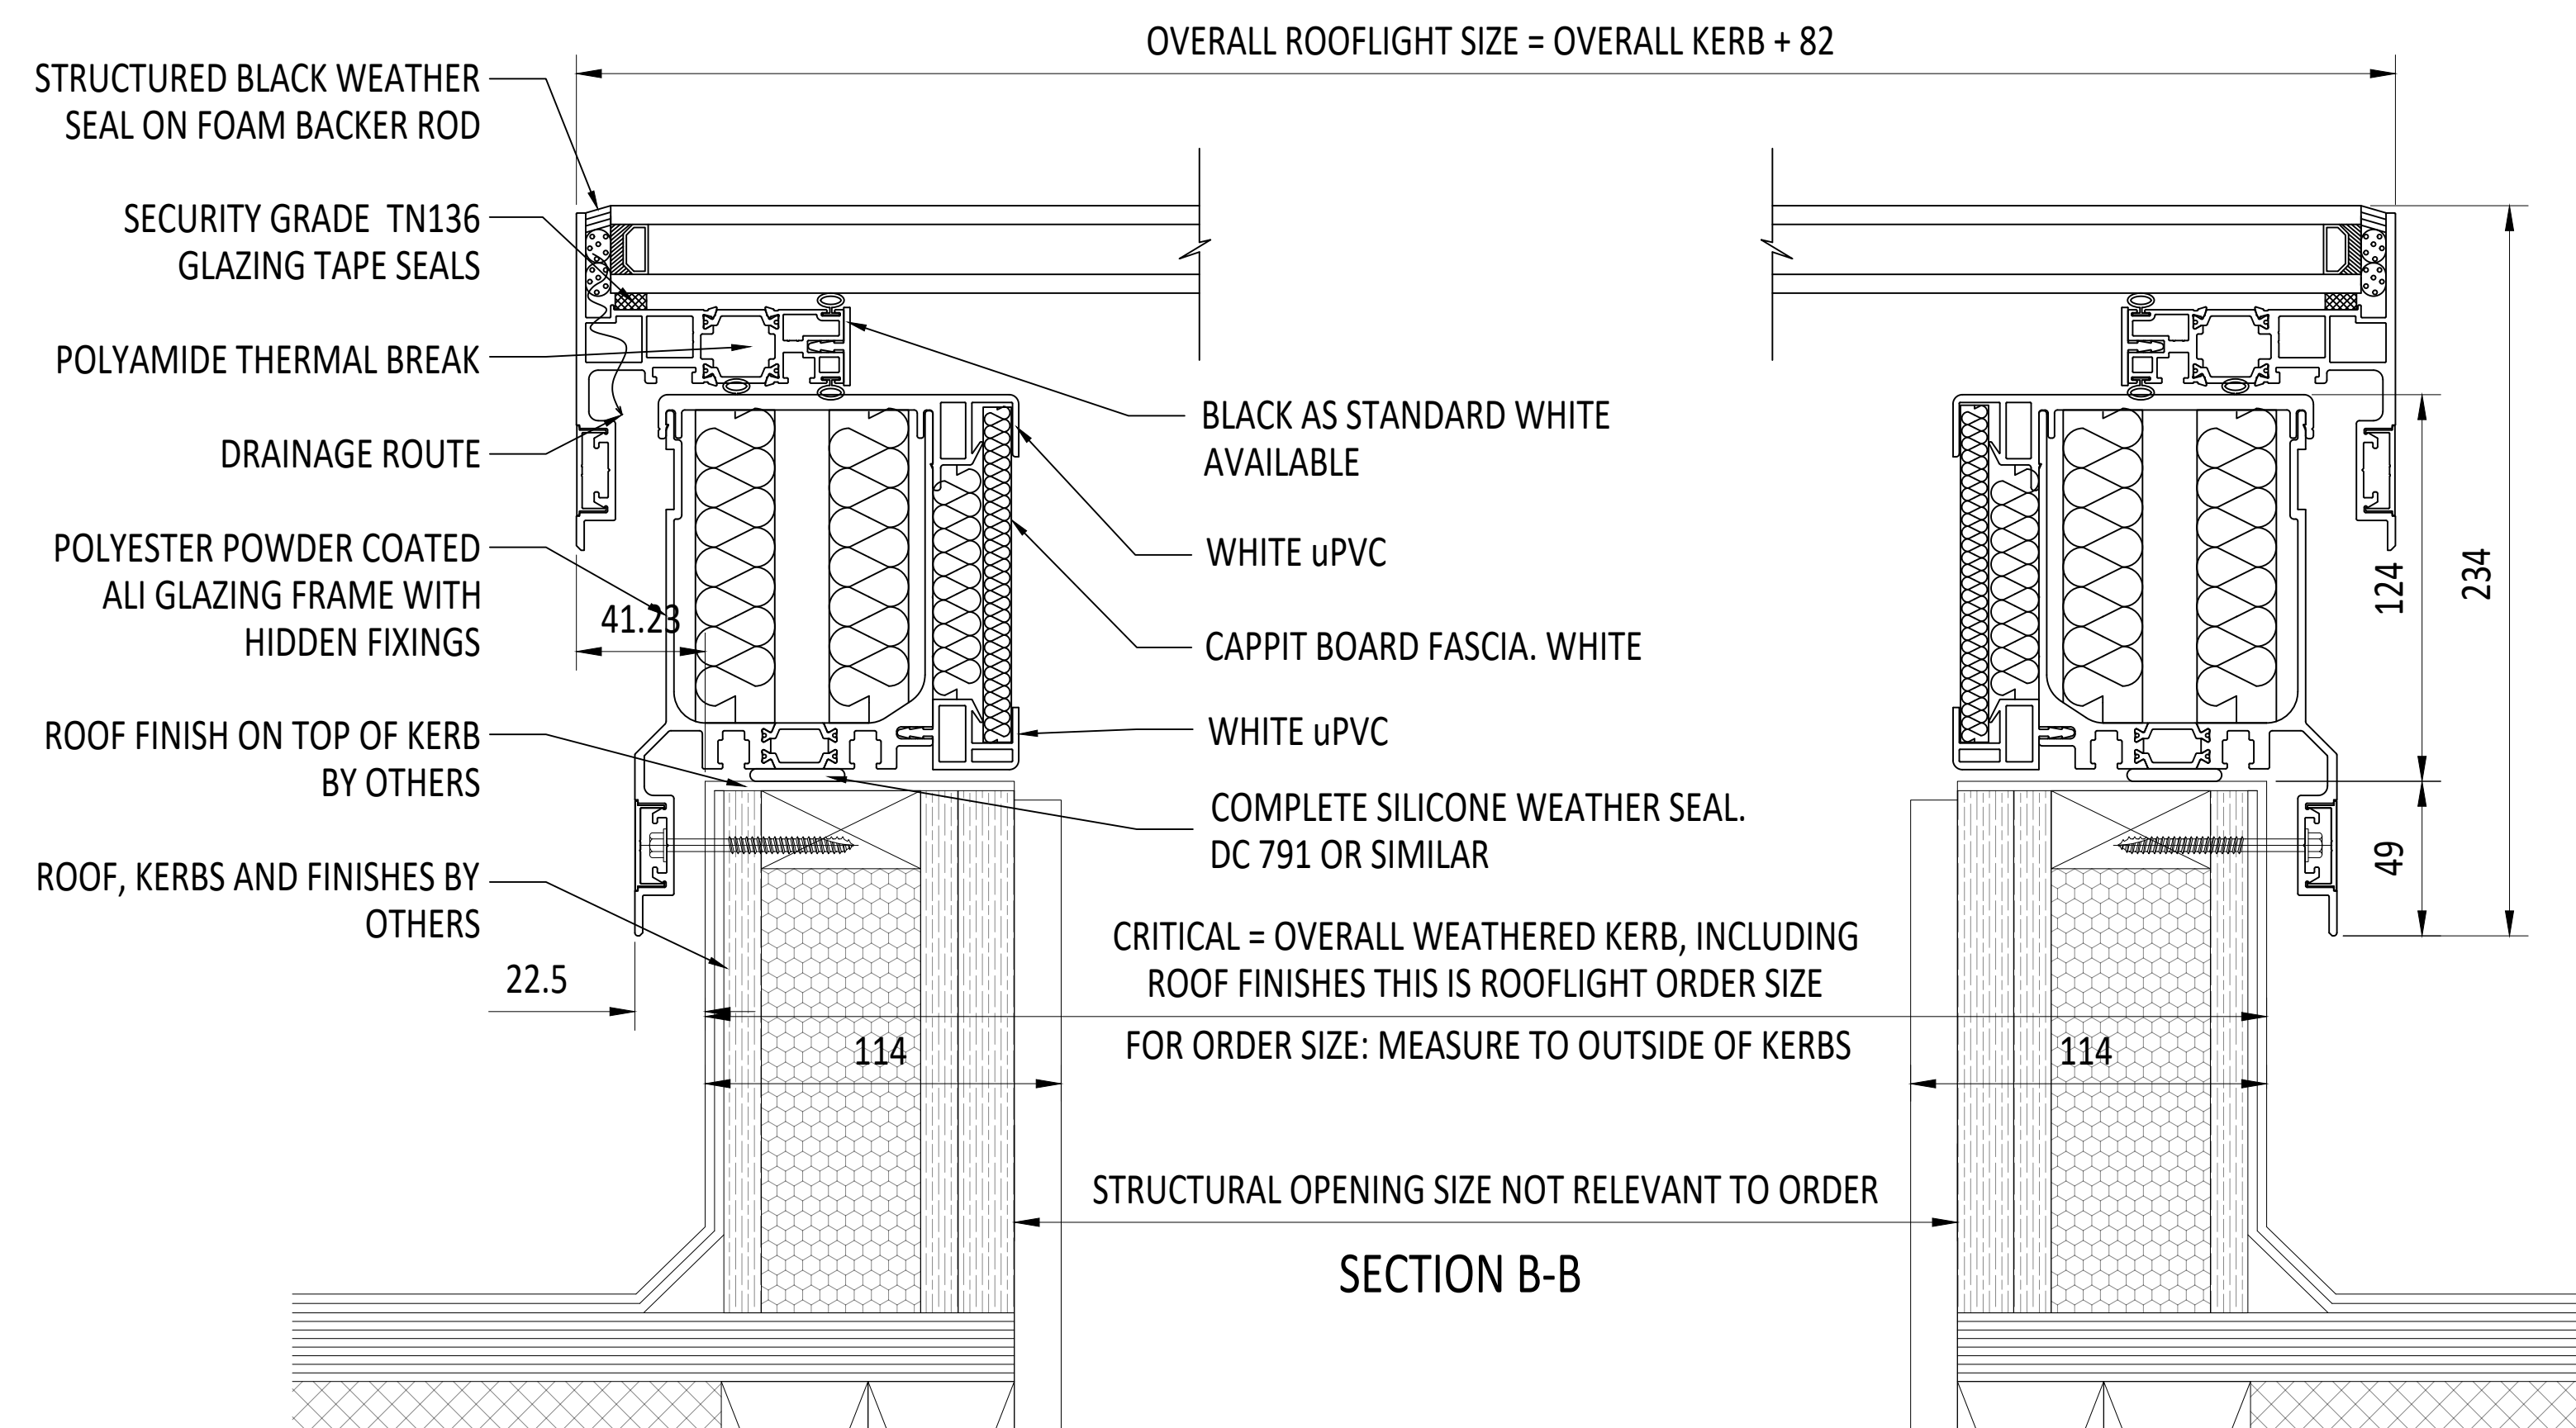 OVERALL ROOFLIGHT SIZE = OVERALL KERB + 82
STRUCTURED BLACK WEATHER
SEAL ON FOAM BACKER ROD
SECURITY GRADE TN136
GLAZING TAPE SEALS
POLYAMIDE THERMAL BREAK
DRAINAGE ROUTE
POLYESTER POWDER COATED
ALI GLAZING FRAME WITH
HIDDEN FIXINGS
41.23
ROOF FINISH ON TOP OF KERB
BY OTHERS
ROOF, KERBS AND FINISHES BY
OTHERS
22.5
BLACK AS STANDARD WHITE
AVAILABLE
WHITE uPVC
CAPPIT BOARD FASCIA. WHITE
WHITE uPVC
COMPLETE SILICONE WEATHER SEAL.
DC 791 OR SIMILAR
124
234
49
CRITICAL = OVERALL WEATHERED KERB, INCLUDING
ROOF FINISHES THIS IS ROOFLIGHT ORDER SIZE
114
FOR ORDER SIZE: MEASURE TO OUTSIDE OF KERBS
114
STRUCTURAL OPENING SIZE NOT RELEVANT TO ORDER
SECTION B-B